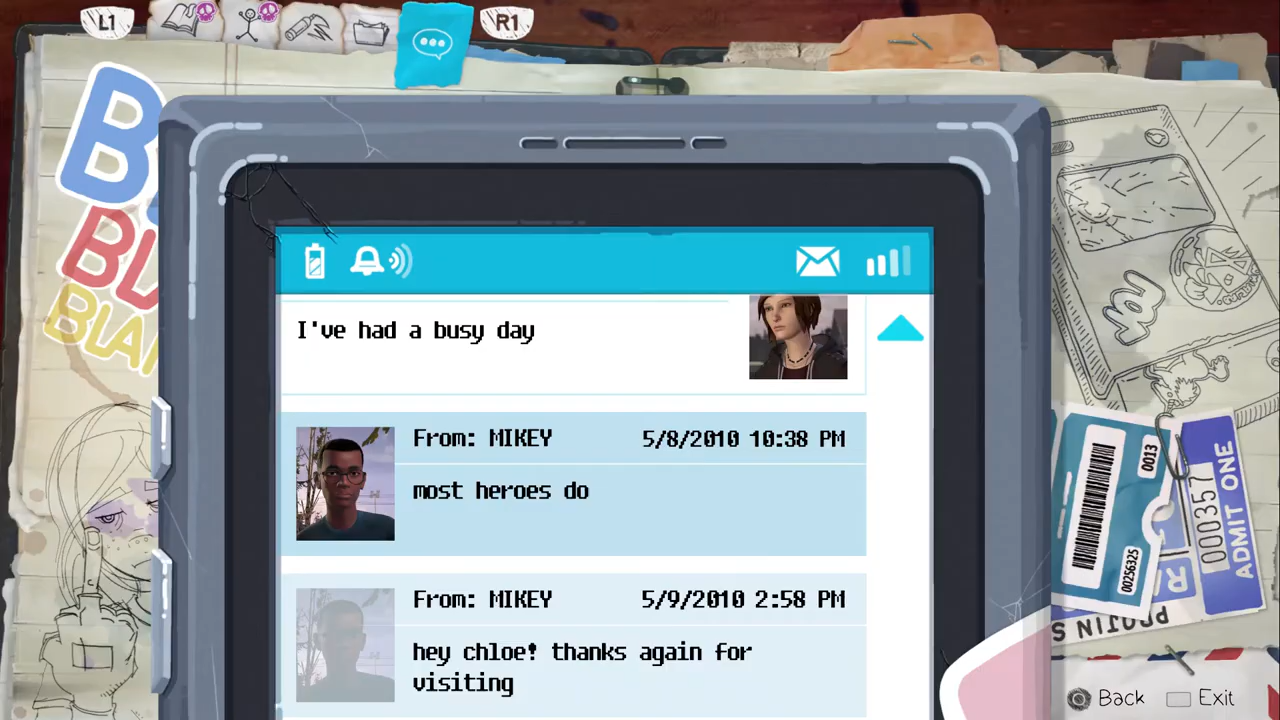 L1
R1
I've had a busy day
From: MIKEY 5/8/2010 10:38 PM
most heroes do
From: MIKEY 5/9/2010 2:58 PM
hey chloe! thanks again for
visiting
0013
00256325
000357
ADMIT ONE
Back
Exit